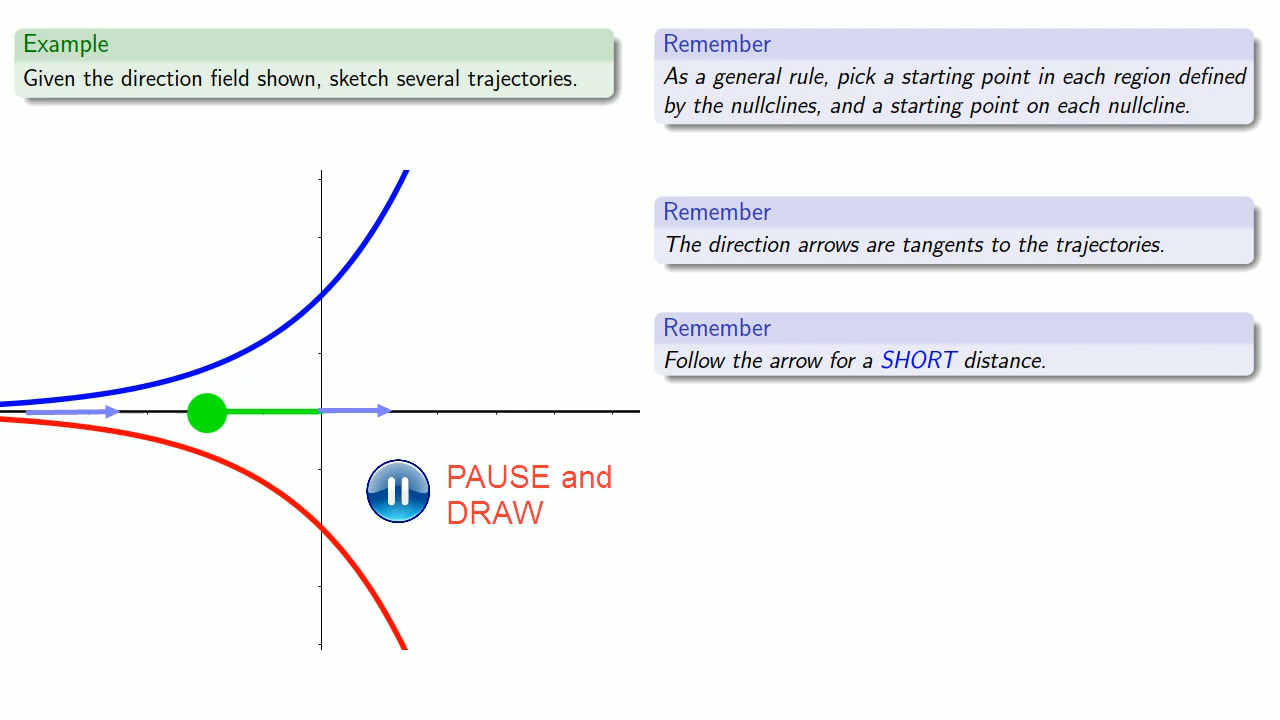 Example
Given the direction field shown, sketch several trajectories.
Remember
As a general rule, pick a starting point in each region defined
by the nullclines, and a starting point on each nullcline.
Remember
The direction arrows are tangents to the trajectories.
Remember
Follow the arrow for a SHORT distance.
PAUSE and
DRAW